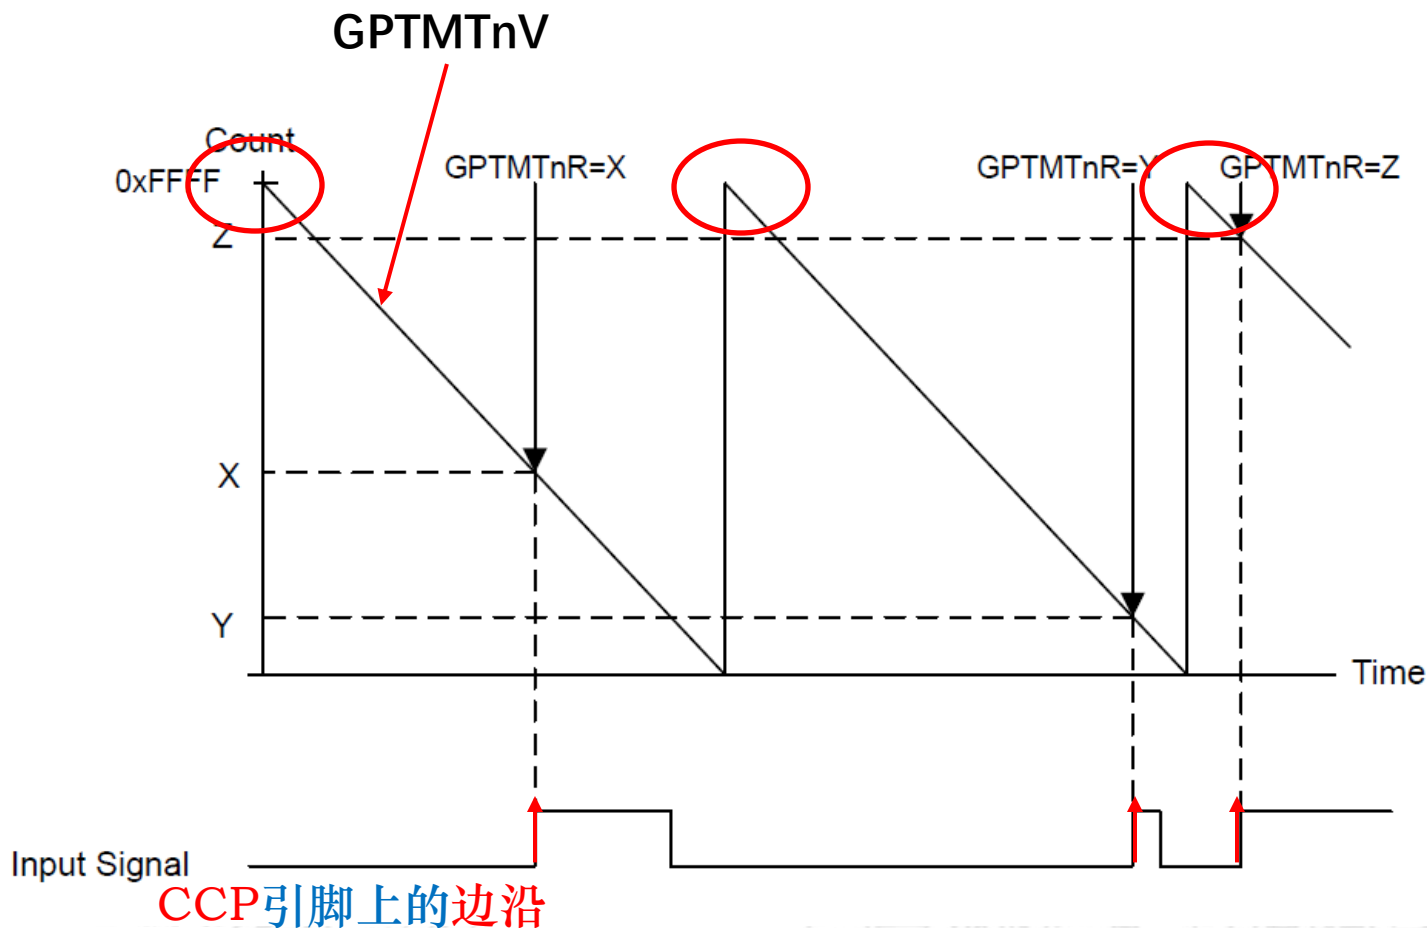 GPTMTnV
Count
0xFFFF
GPTMTnR=X
GPTMTnR=Y
GPTMTnR=Z
Z
X
Y
Time
Input Signal
CCP引脚上的边沿